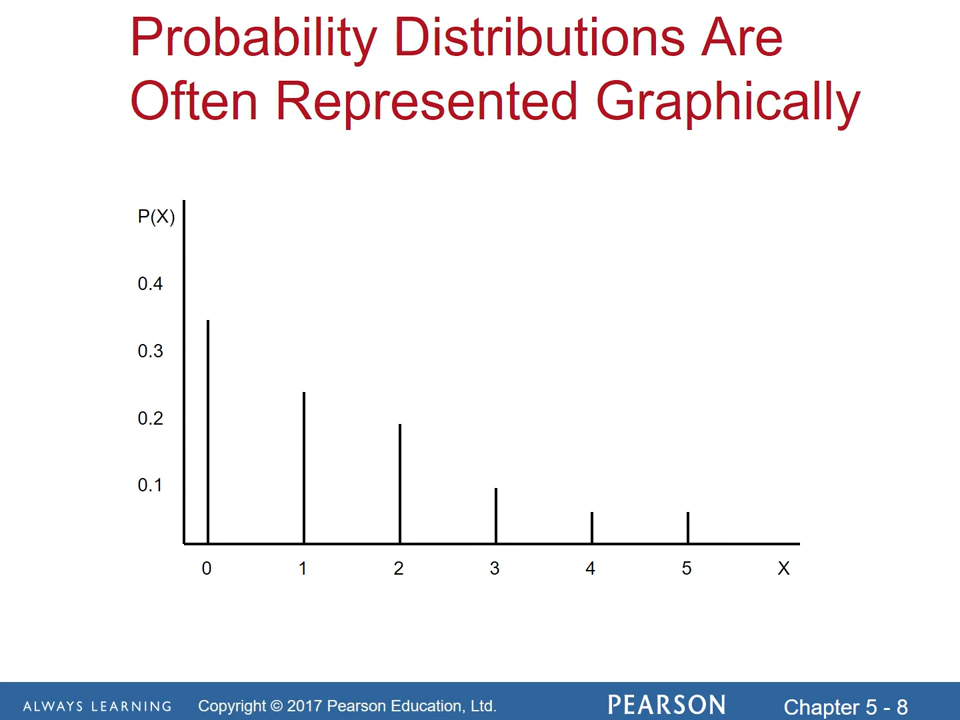 Probability Distributions Are
Often Represented Graphically
P(X)
0.4
0.3
0.2
0.1
0 1 2 3 4 5 X
ALWAYS LEARNING Copyright © 2017 Pearson Education, Ltd. PEARSON Chapter 5 - 8